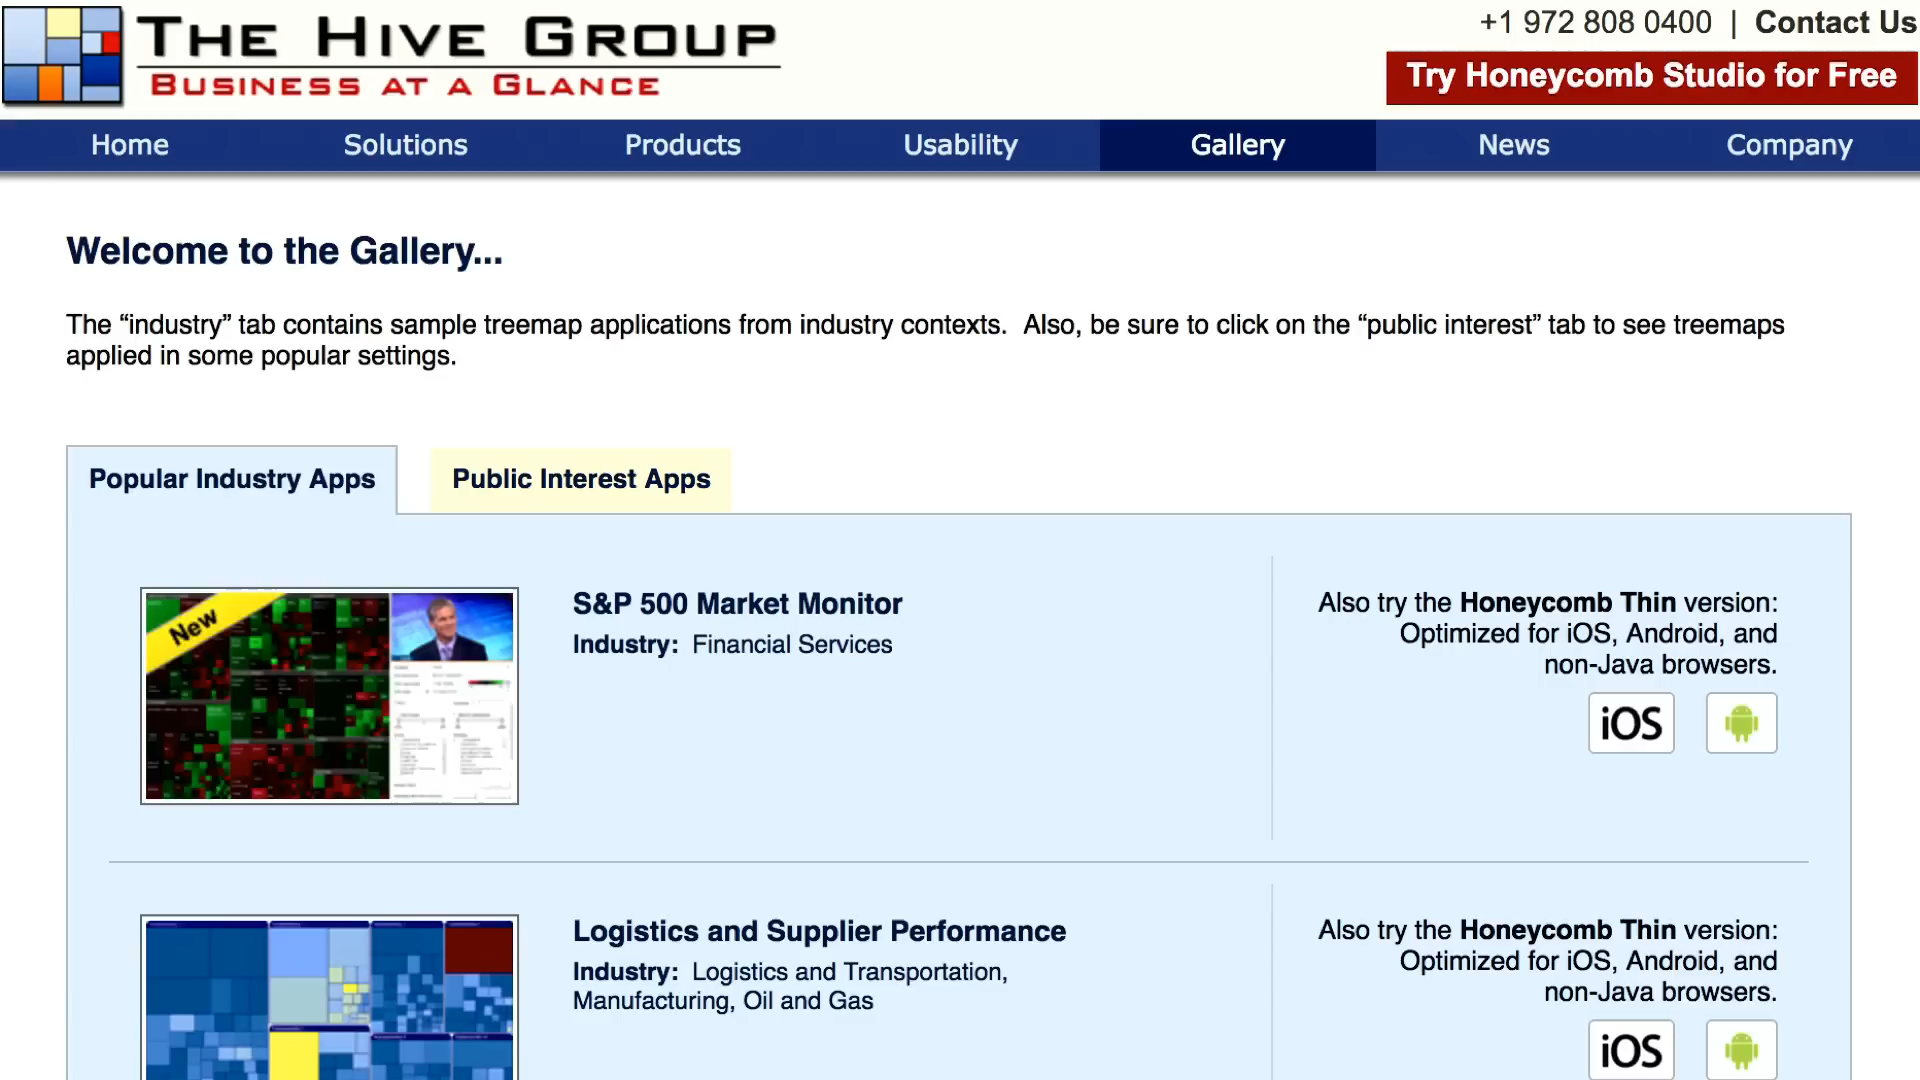 THE HIVE GROUP
BUSINESS AT A GLANCE
+1 972 808 0400 | Contact Us
Try Honeycomb Studio for Free
Home Solutions Products Usability Gallery News Company
Welcome to the Gallery...
The “industry” tab contains sample treemap applications from industry contexts.  Also, be sure to click on the “public interest” tab to see treemaps
applied in some popular settings.
Popular Industry Apps
Public Interest Apps
New
S&P 500 Market Monitor
Industry:  Financial Services
Also try the Honeycomb Thin version:
Optimized for iOS, Android, and
non-Java browsers.
iOS
Logistics and Supplier Performance
Industry:  Logistics and Transportation,
Manufacturing, Oil and Gas
Also try the Honeycomb Thin version:
Optimized for iOS, Android, and
non-Java browsers.
iOS